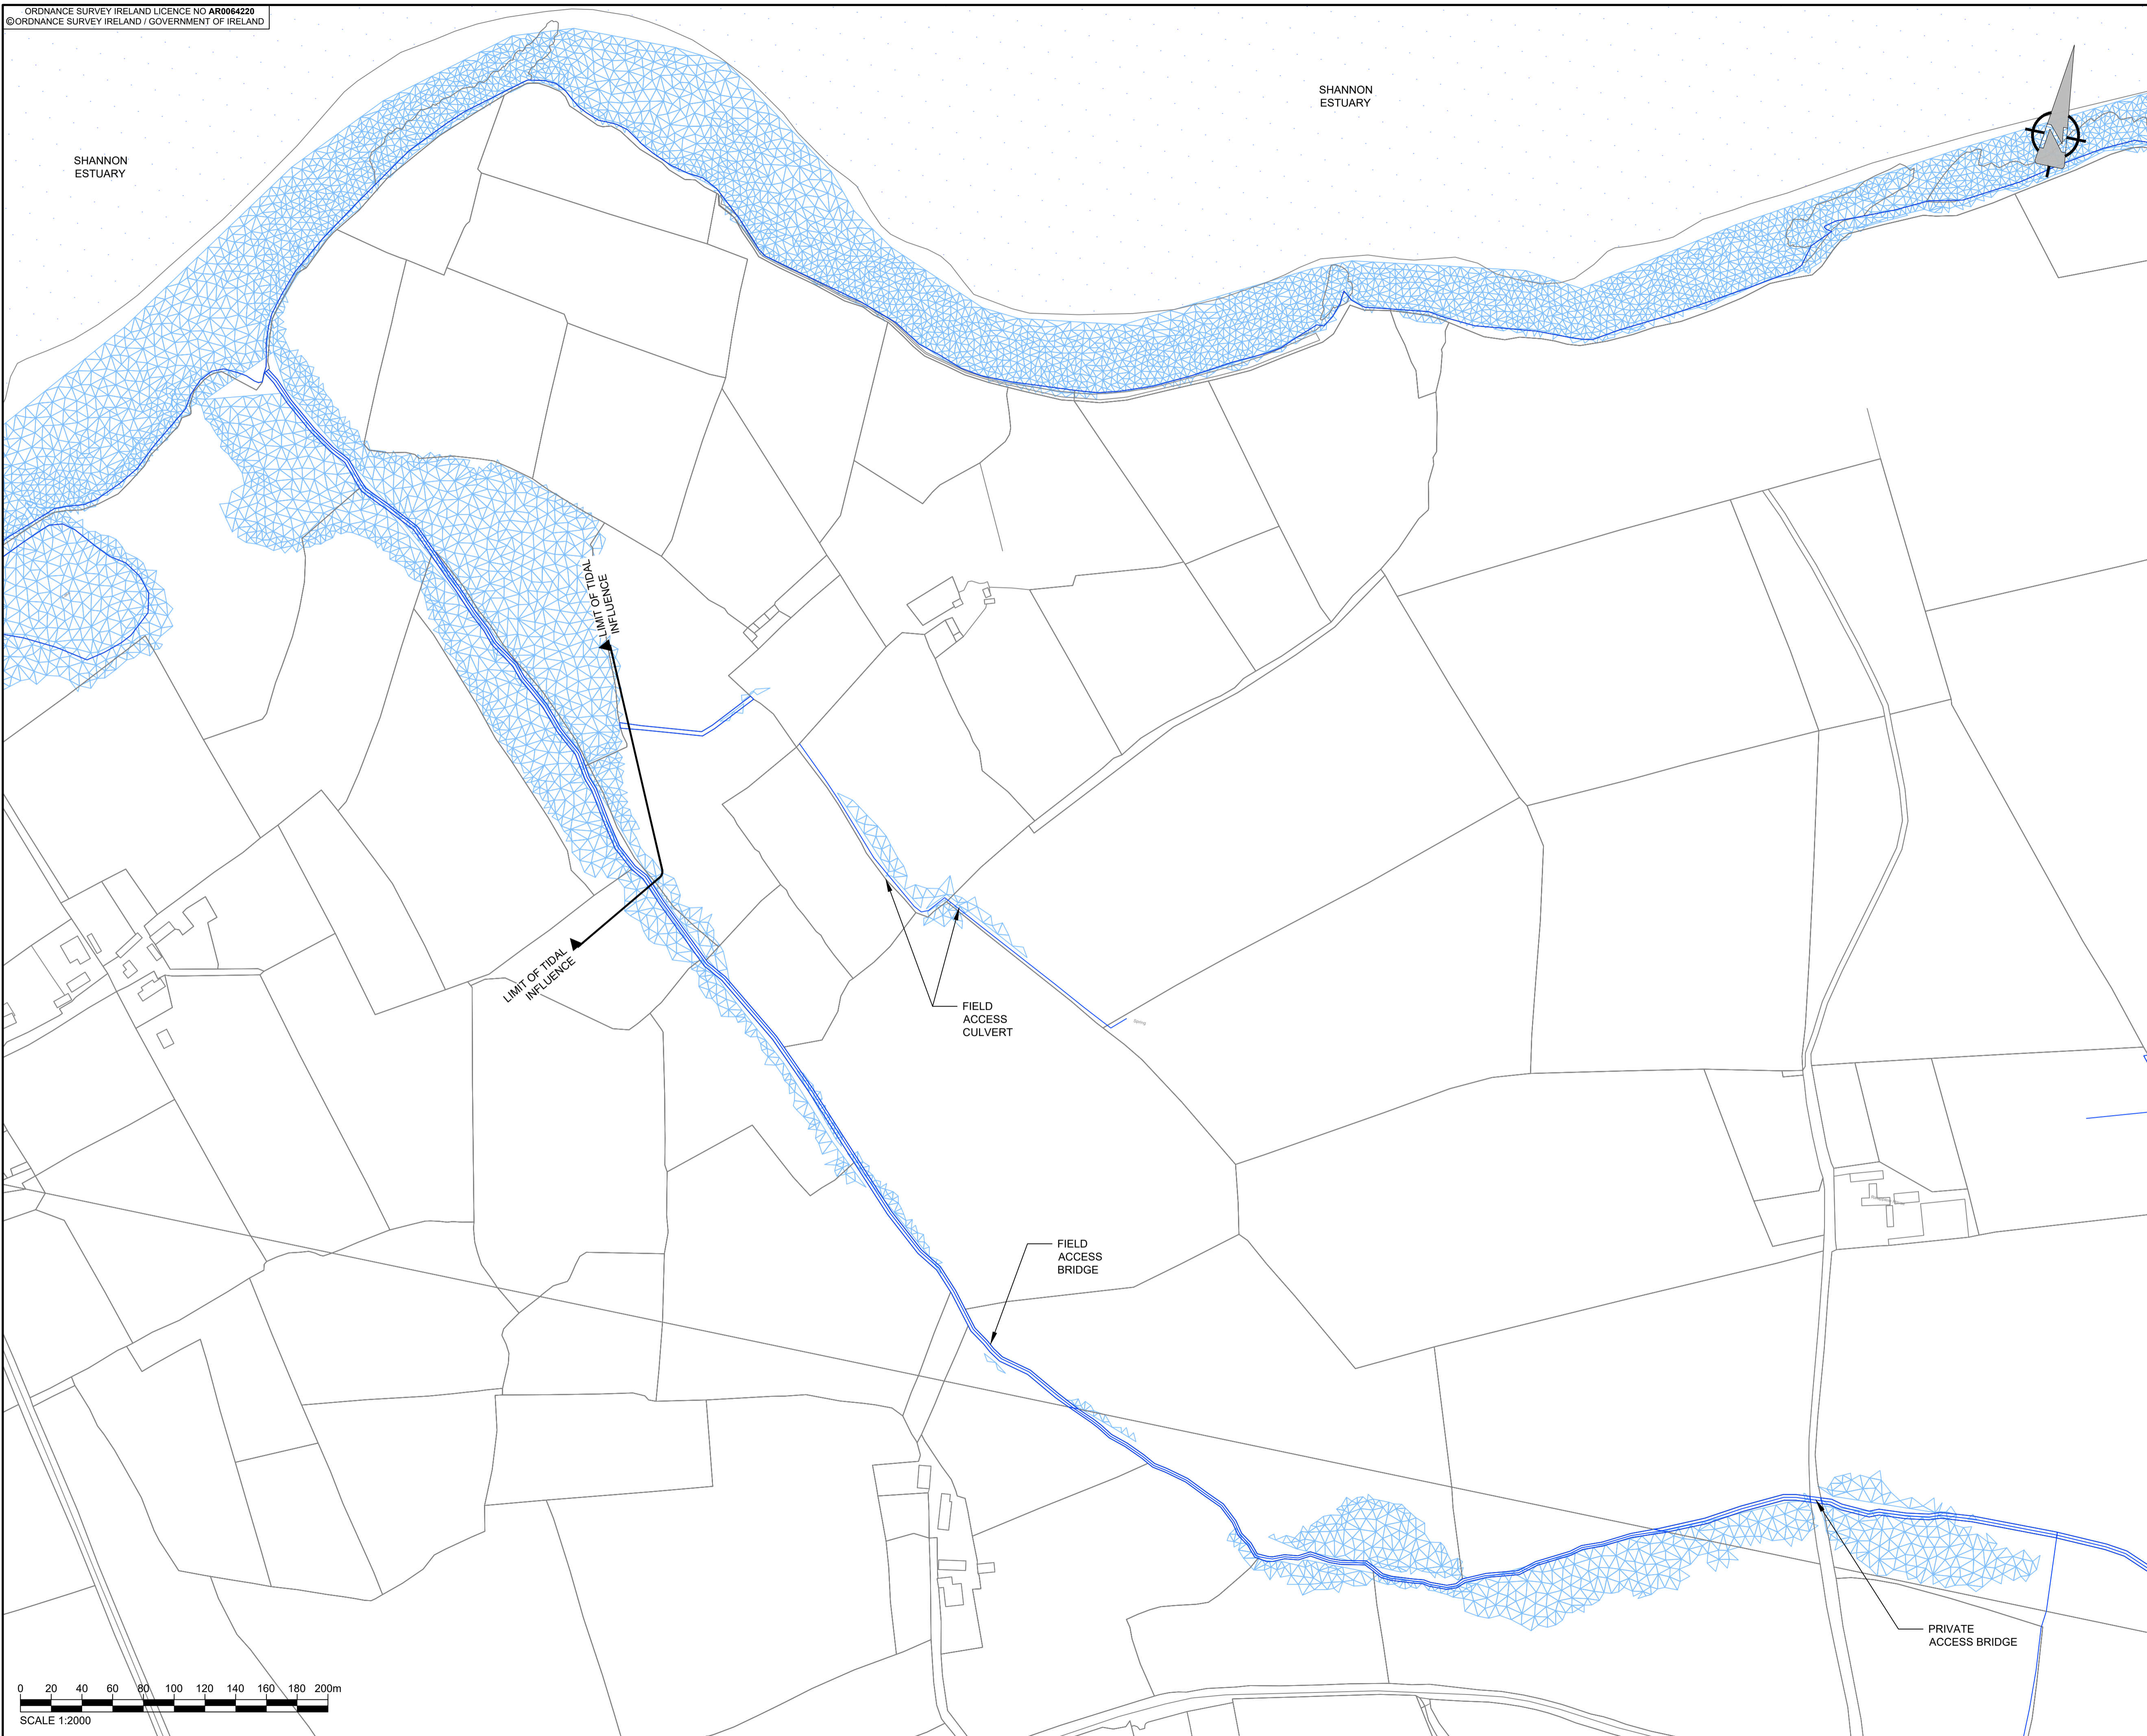 ORDNANCE SURVEY IRELAND LICENCE NO AR0064220
©ORDNANCE SURVEY IRELAND / GOVERNMENT OF IRELAND
SHANNON
ESTUARY
SHANNON
ESTUARY
N
LIMIT OF TIDAL
INFLUENCE
LIMIT OF TIDAL
INFLUENCE
FIELD
ACCESS
CULVERT
Spring
FIELD
ACCESS
BRIDGE
PRIVATE
ACCESS BRIDGE
0 20 40 60 80 100 120 140 160 180 200m
SCALE 1:2000